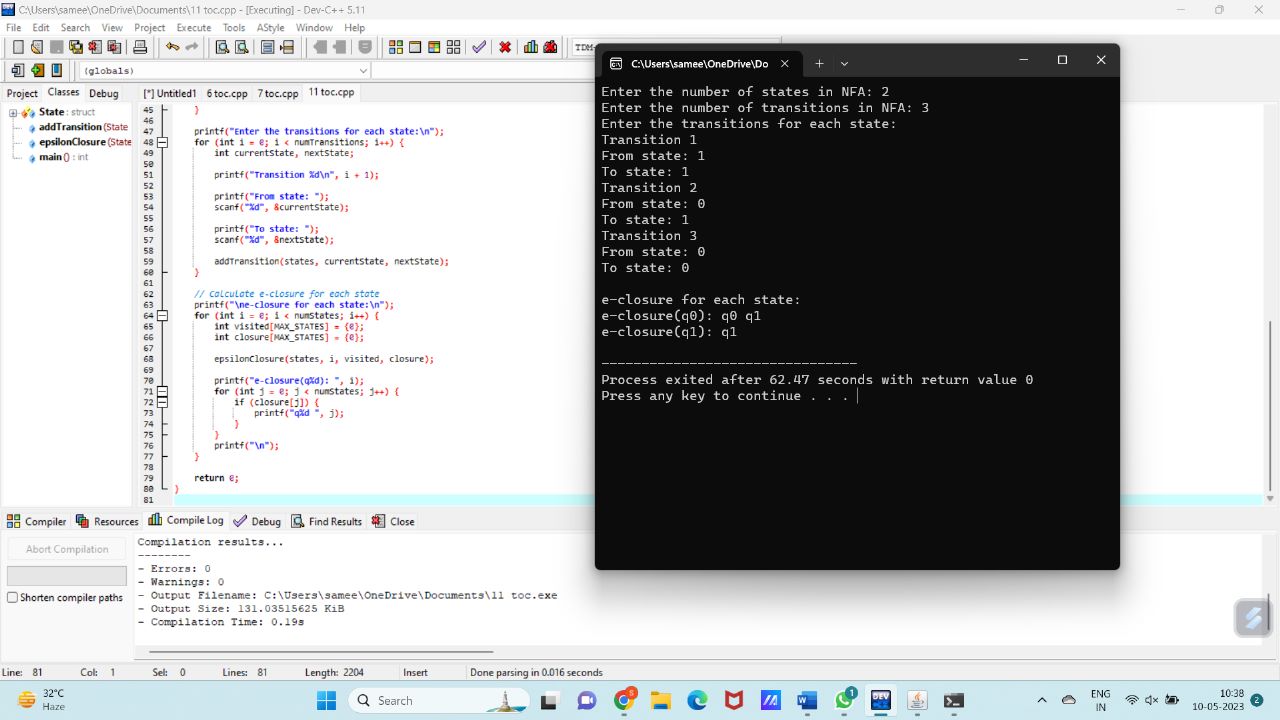 C:\Users\samee\OneDrive\Documents\11 toc.cpp - [Executing] - Dev-C++ 5.11
File Edit Search View Project Execute Tools AStyle Window Help
TDM-
(globals)
Project Classes Debug
[*] Untitled1 6 toc.cpp 7 toc.cpp 11 toc.cpp
State : struct
addTransition (State
epsilonClosure (State
main () : int
45 }
46
47 printf("Enter the transitions for each state:\n");
48 for (int i = 0; i < numTransitions; i++) {
49 int currentState, nextState;
50
51 printf("Transition %d\n", i + 1);
52
53 printf("From state: ");
54 scanf("%d", &currentState);
55
56 printf("To state: ");
57 scanf("%d", &nextState);
58
59 addTransition(states, currentState, nextState);
60 }
61
62 // Calculate e-closure for each state
63 printf("\ne-closure for each state:\n");
64 for (int i = 0; i < numStates; i++) {
65 int visited[MAX_STATES] = {0};
66 int closure[MAX_STATES] = {0};
67
68 epsilonClosure(states, i, visited, closure);
69
70 printf("e-closure(q%d): ", i);
71 for (int j = 0; j < numStates; j++) {
72 if (closure[j]) {
73 printf("q%d ", j);
74 }
75 }
76 printf("\n");
77 }
78
79 return 0;
80 }
81
C:\Users\samee\OneDrive\Do
Enter the number of states in NFA: 2
Enter the number of transitions in NFA: 3
Enter the transitions for each state:
Transition 1
From state: 1
To state: 1
Transition 2
From state: 0
To state: 1
Transition 3
From state: 0
To state: 0
e-closure for each state:
e-closure(q0): q0 q1
e-closure(q1): q1
--------------------------------
Process exited after 62.47 seconds with return value 0
Press any key to continue . . .
Compiler Resources Compile Log Debug Find Results Close
Abort Compilation
Shorten compiler paths
Compilation results...
--------
- Errors: 0
- Warnings: 0
- Output Filename: C:\Users\samee\OneDrive\Documents\11 toc.exe
- Output Size: 131.03515625 KiB
- Compilation Time: 0.19s
Line: 81 Col: 1 Sel: 0 Lines: 81 Length: 2204 Insert Done parsing in 0.016 seconds
32°C
Haze
Search
S
1
DEV
ENG
IN
10:38
10-05-2023
2